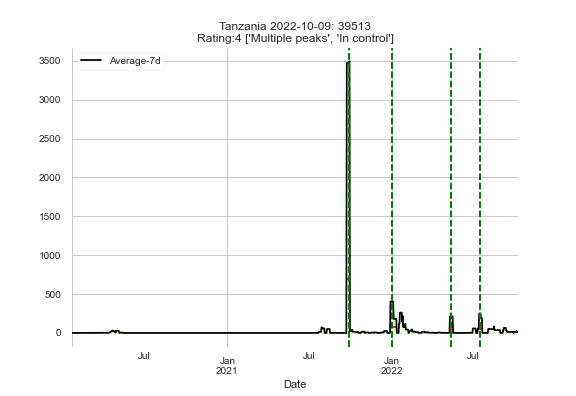 Tanzania 2022-10-09: 39513
Rating:4 ['Multiple peaks', 'In control']
Average-7d
3500
3000
2500
2000
1500
1000
500
0
Jul
Jan
2021
Jul
Jan
2022
Jul
Date